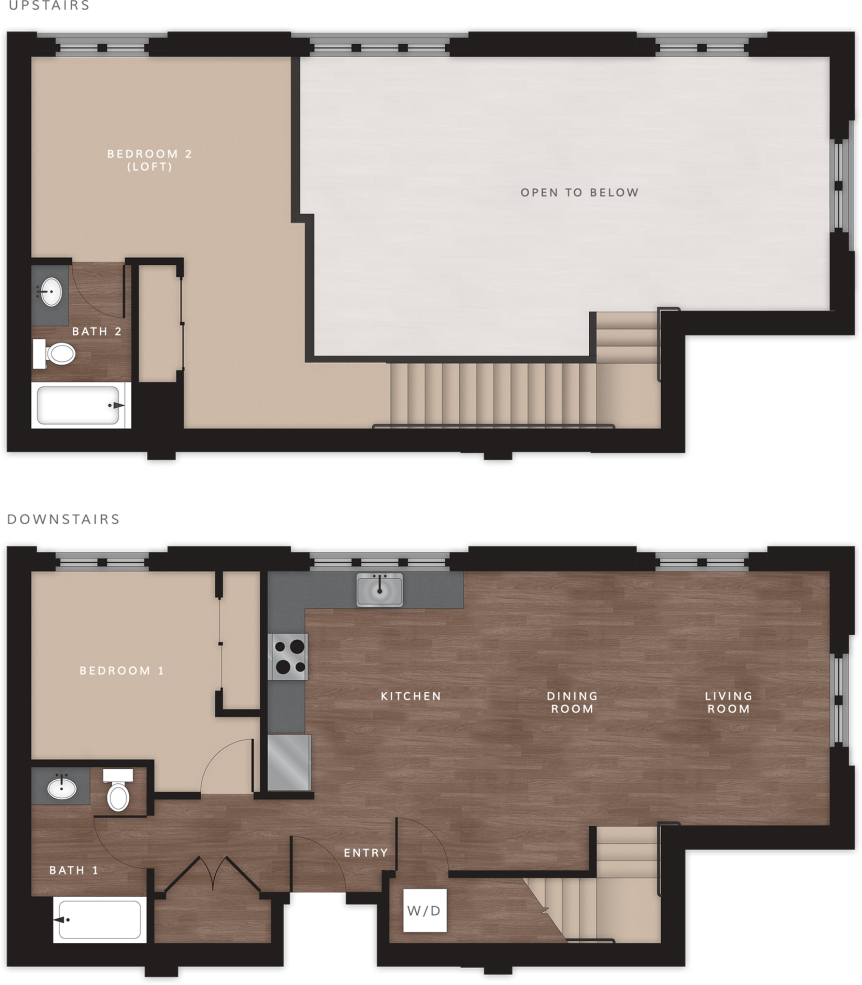 UPSTAIRS
BEDROOM 2
(LOFT)
OPEN TO BELOW
BATH 2
DOWNSTAIRS
BEDROOM 1
KITCHEN
DINING
ROOM
LIVING
ROOM
ENTRY
BATH 1
W/D